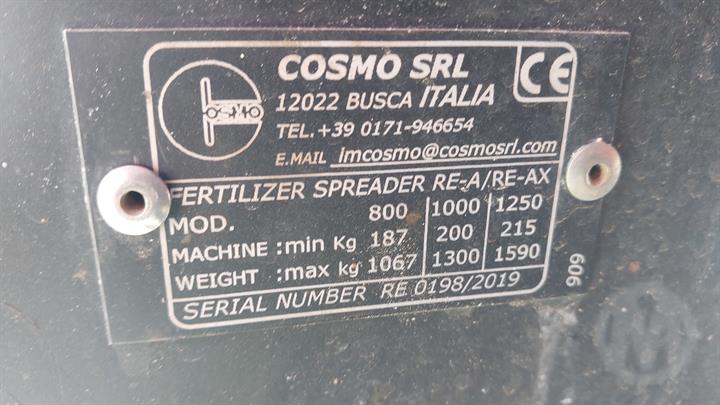 COSMO
COSMO SRL
CE
12022 BUSCA ITALIA
TEL.+39 0171-946654
E.MAIL imcosmo@cosmosrl.com
FERTILIZER SPREADER RE-A/RE-AX
MOD. 800 1000 1250
MACHINE :min Kg 187 200 215
WEIGHT :max kg 1067 1300 1590
SERIAL NUMBER RE 0198/2019
909